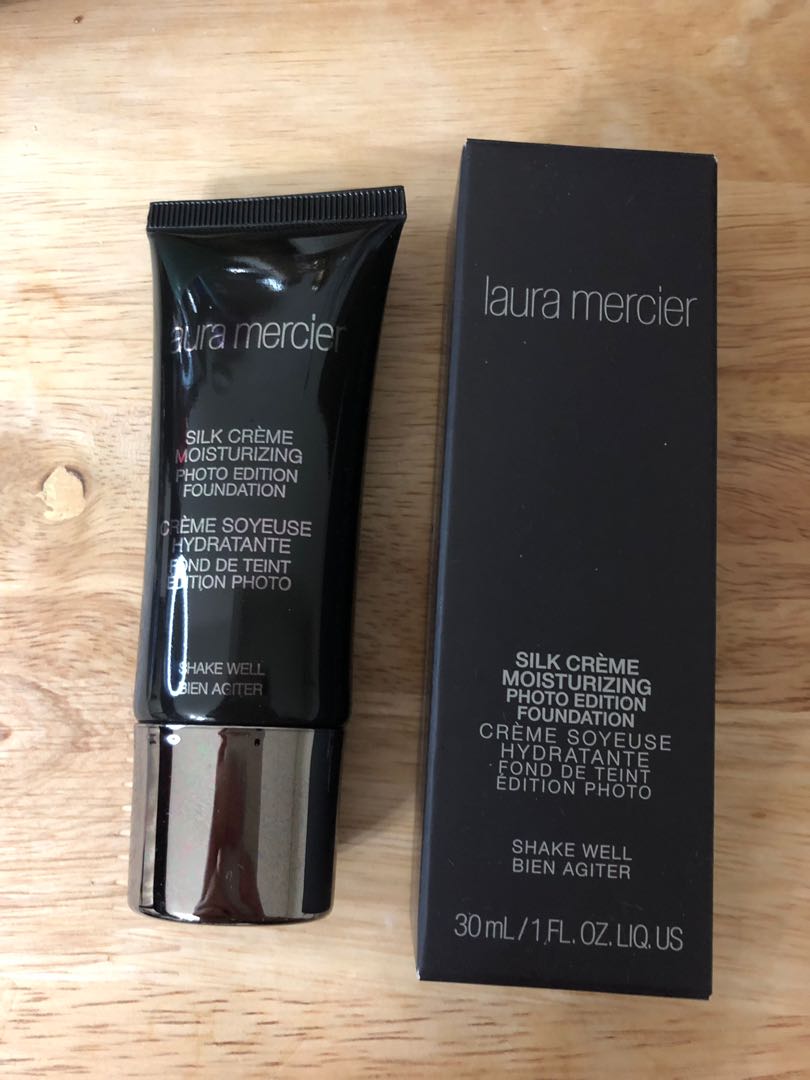 laura mercier
SILK CRÈME
MOISTURIZING
PHOTO EDITION
FOUNDATION
CRÈME SOYEUSE
HYDRATANTE
FOND DE TEINT
ÉDITION PHOTO
SHAKE WELL
BIEN AGITER
laura mercier
SILK CRÈME
MOISTURIZING
PHOTO EDITION
FOUNDATION
CRÈME SOYEUSE
HYDRATANTE
FOND DE TEINT
ÉDITION PHOTO
SHAKE WELL
BIEN AGITER
30 mL / 1 FL. OZ. LIQ. US